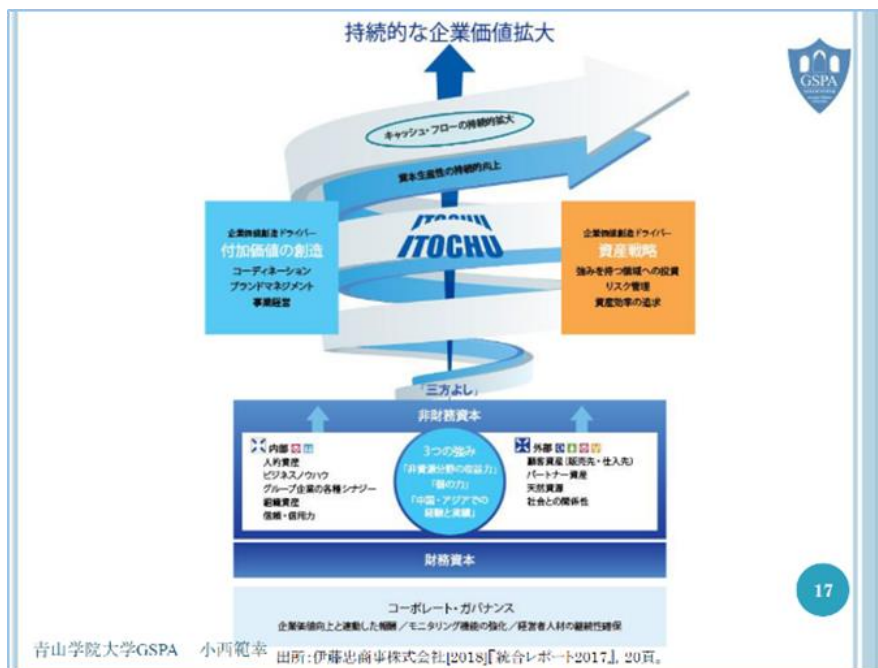 持続的な企業価値拡大
GSPA
キャッシュ・フローの持続的拡大
資本生産性の持続的向上
ITOCHU
ITOCHU
企業価値創造ドライバー
付加価値の創造
コーディネーション
ブランドマネジメント
事業経営
企業価値創造ドライバー
資産戦略
強みを持つ領域への投資
リスク管理
資産効率の追求
「三方よし」
非財務資本
内部
人的資産
ビジネスノウハウ
グループ企業の各種シナジー
組織資産
信頼・信用力
3つの強み
「非資源分野の収益力」
「個の力」
「中国・アジアでの
経験と実績」
外部
顧客資産(販売先・仕入先)
パートナー資産
天然資源
社会との関係性
財務資本
コーポレート・ガバナンス
企業価値向上と連動した報酬/モニタリング機能の強化/経営者人材の継続性確保
17
青山学院大学GSPA 小西範幸
出所:伊藤忠商事株式会社[2018]『統合レポート2017』, 20頁。